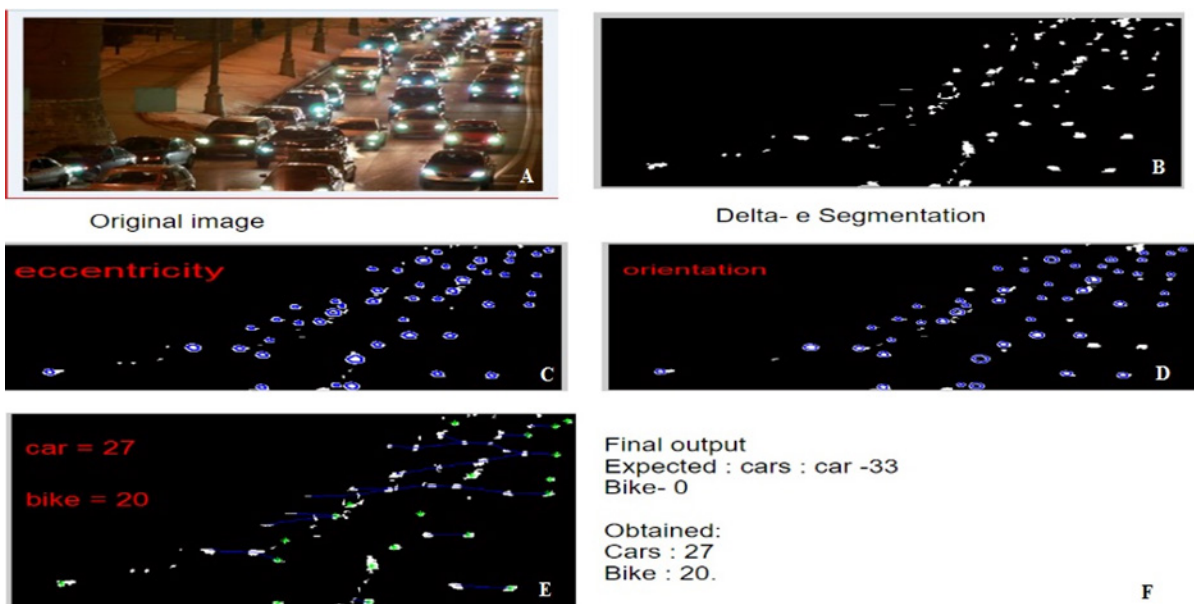 A
B
Original image
Delta- e Segmentation
eccentricity
C
orientation
D
car = 27
bike = 20
E
Final output
Expected : cars : car -33
Bike- 0
Obtained:
Cars : 27
Bike : 20.
F